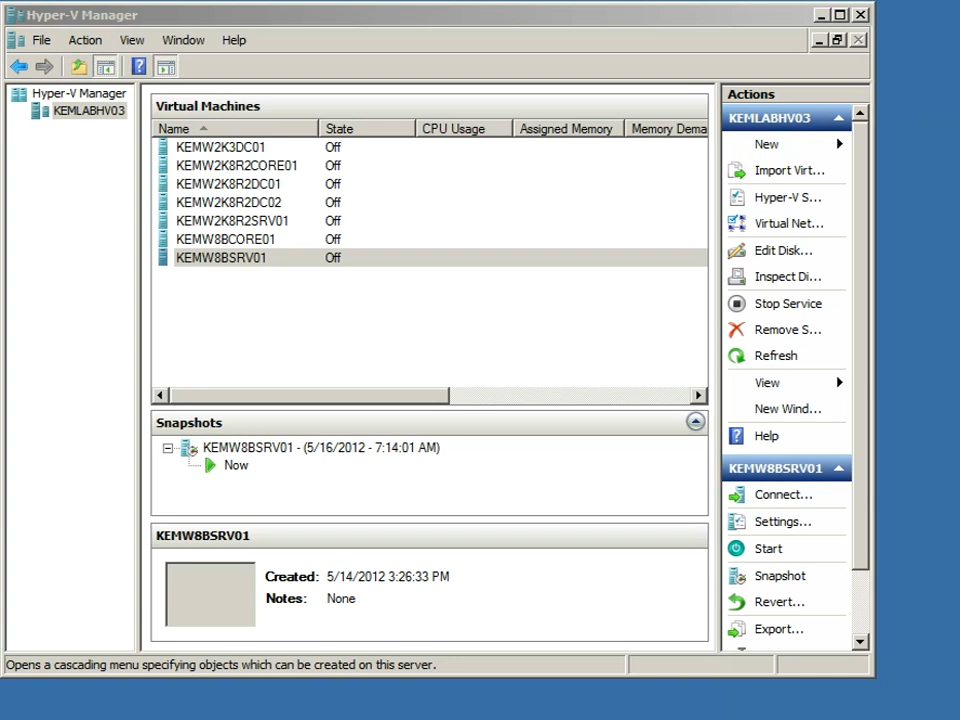 Hyper-V Manager
File Action View Window Help
Hyper-V Manager
KEMLABHV03
Virtual Machines
Name State CPU Usage Assigned Memory Memory Dema
KEMW2K3DC01 Off
KEMW2K8R2CORE01 Off
KEMW2K8R2DC01 Off
KEMW2K8R2DC02 Off
KEMW2K8R2SRV01 Off
KEMW8BCORE01 Off
KEMW8BSRV01 Off
Snapshots
KEMW8BSRV01 - (5/16/2012 - 7:14:01 AM)
Now
KEMW8BSRV01
Created: 5/14/2012 3:26:33 PM
Notes: None
Actions
KEMLABHV03
New
Import Virt...
Hyper-V S...
Virtual Net...
Edit Disk...
Inspect Di...
Stop Service
Remove S...
Refresh
View
New Wind...
Help
KEMW8BSRV01
Connect...
Settings...
Start
Snapshot
Revert...
Export...
Opens a cascading menu specifying objects which can be created on this server.